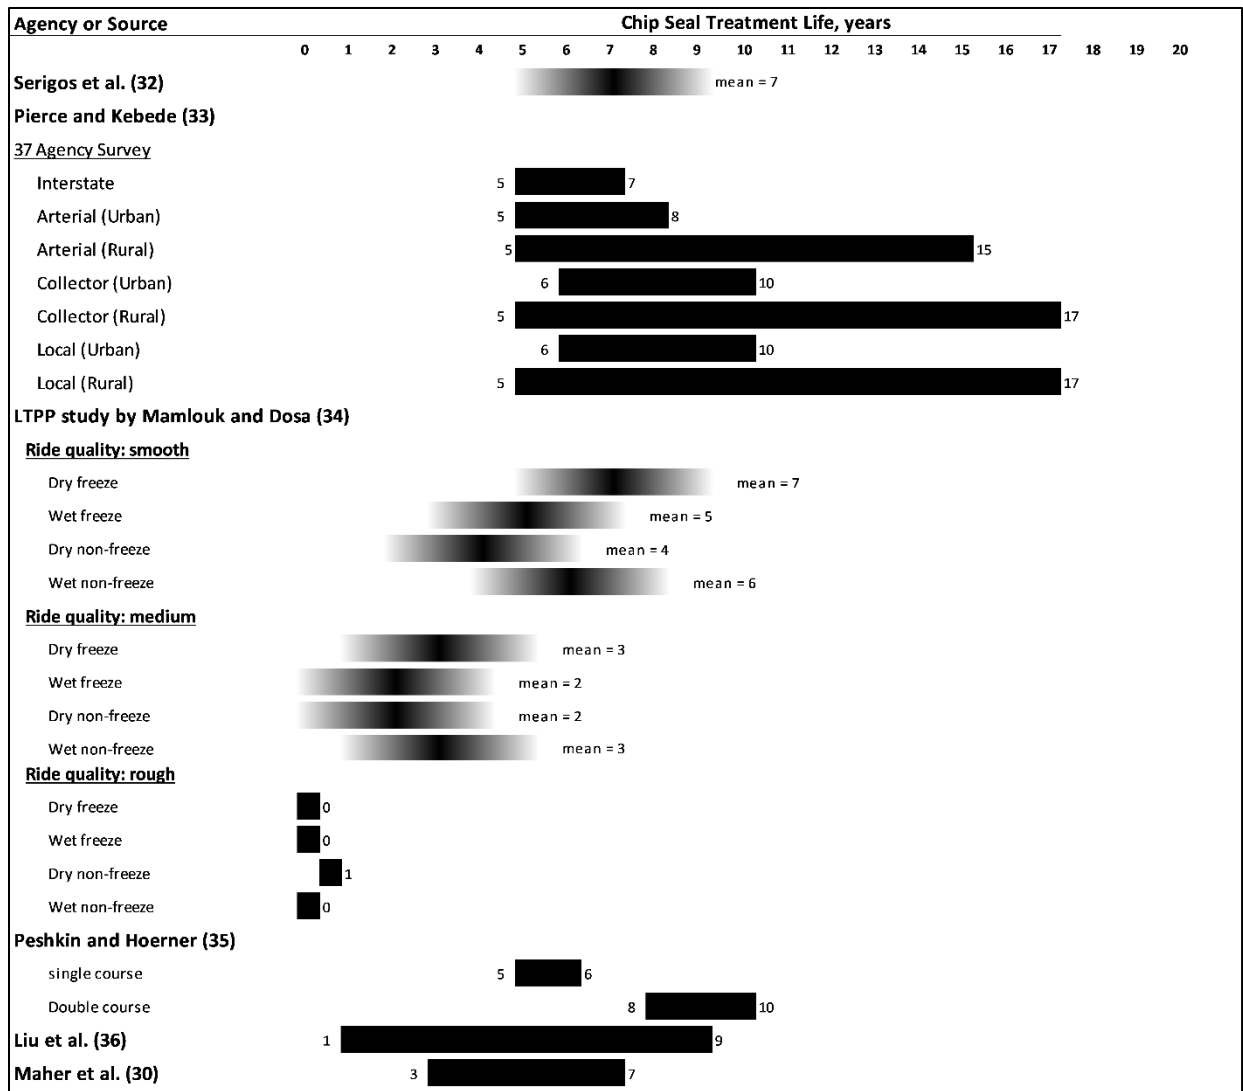 Agency or Source Chip Seal Treatment Life, years
0 1 2 3 4 5 6 7 8 9 10 11 12 13 14 15 16 17 18 19 20
Serigos et al. (32) mean = 7
Pierce and Kebede (33)
37 Agency Survey
Interstate 5 7
Arterial (Urban) 5 8
Arterial (Rural) 5 15
Collector (Urban) 6 10
Collector (Rural) 5 17
Local (Urban) 6 10
Local (Rural) 5 17
LTPP study by Mamlouk and Dosa (34)
Ride quality: smooth
Dry freeze mean = 7
Wet freeze mean = 5
Dry non-freeze mean = 4
Wet non-freeze mean = 6
Ride quality: medium
Dry freeze mean = 3
Wet freeze mean = 2
Dry non-freeze mean = 2
Wet non-freeze mean = 3
Ride quality: rough
Dry freeze 0
Wet freeze 0
Dry non-freeze 1
Wet non-freeze 0
Peshkin and Hoerner (35)
single course 5 6
Double course 8 10
Liu et al. (36) 1 9
Maher et al. (30) 3 7